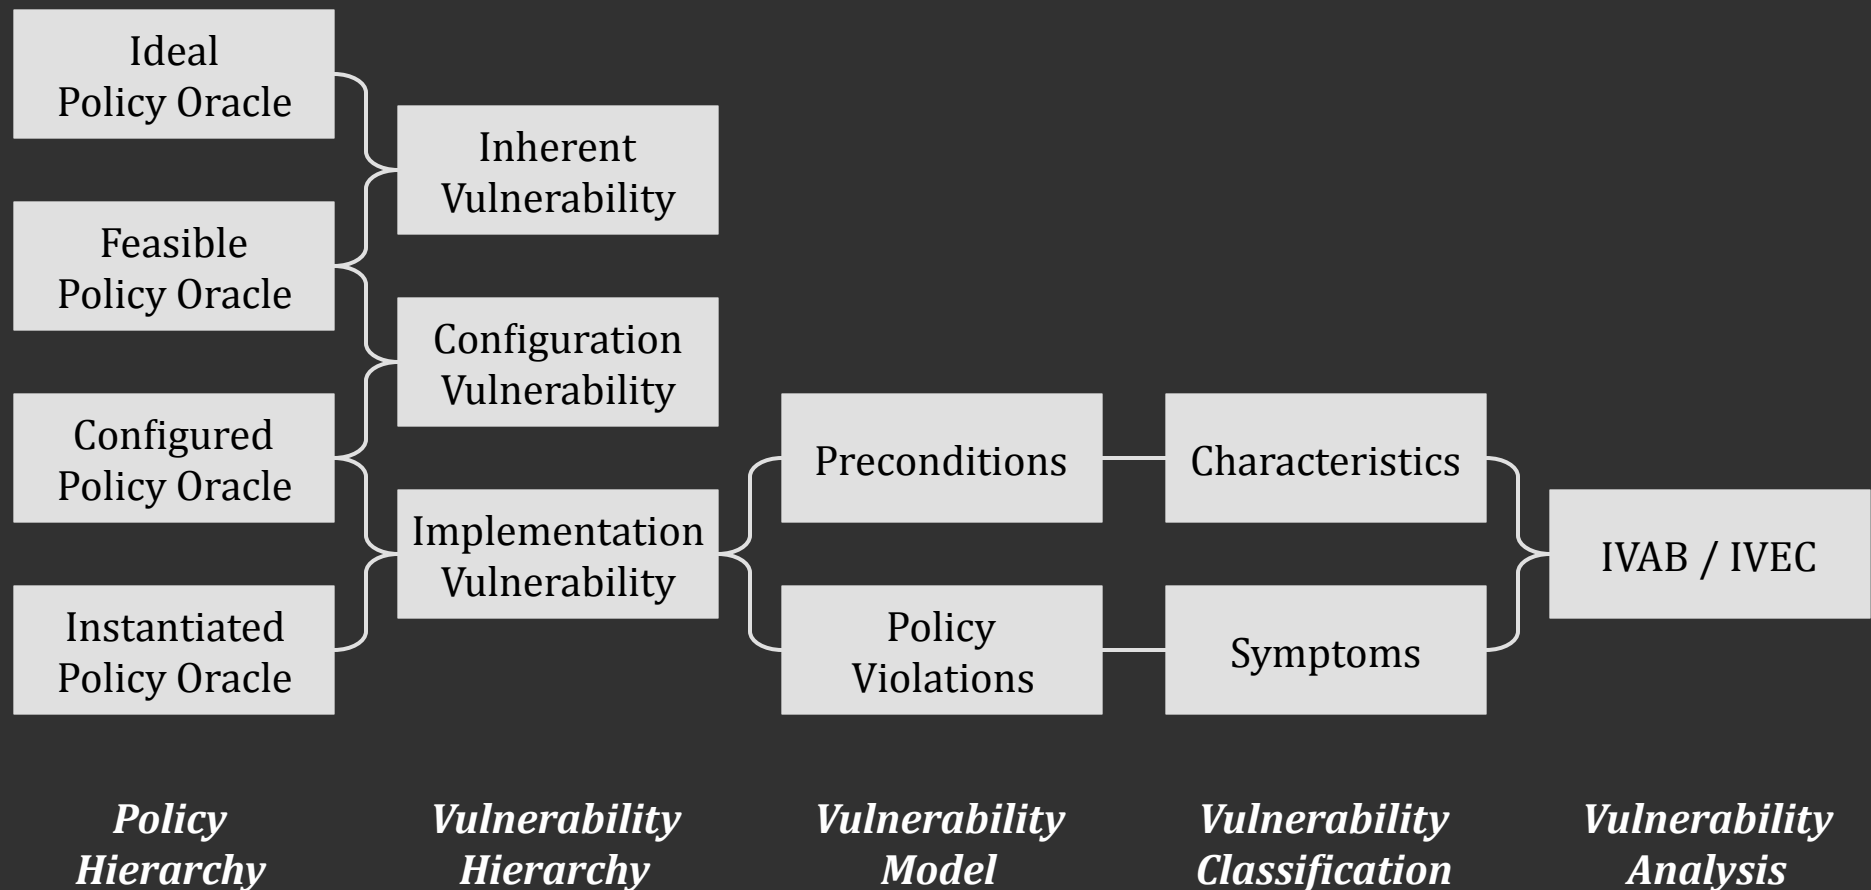 Ideal
Policy Oracle
Inherent
Vulnerability
Feasible
Policy Oracle
Configuration
Vulnerability
Configured
Policy Oracle
Preconditions
Characteristics
Implementation
Vulnerability
IVAB / IVEC
Instantiated
Policy Oracle
Policy
Violations
Symptoms
Policy
Hierarchy
Vulnerability
Hierarchy
Vulnerability
Model
Vulnerability
Classification
Vulnerability
Analysis